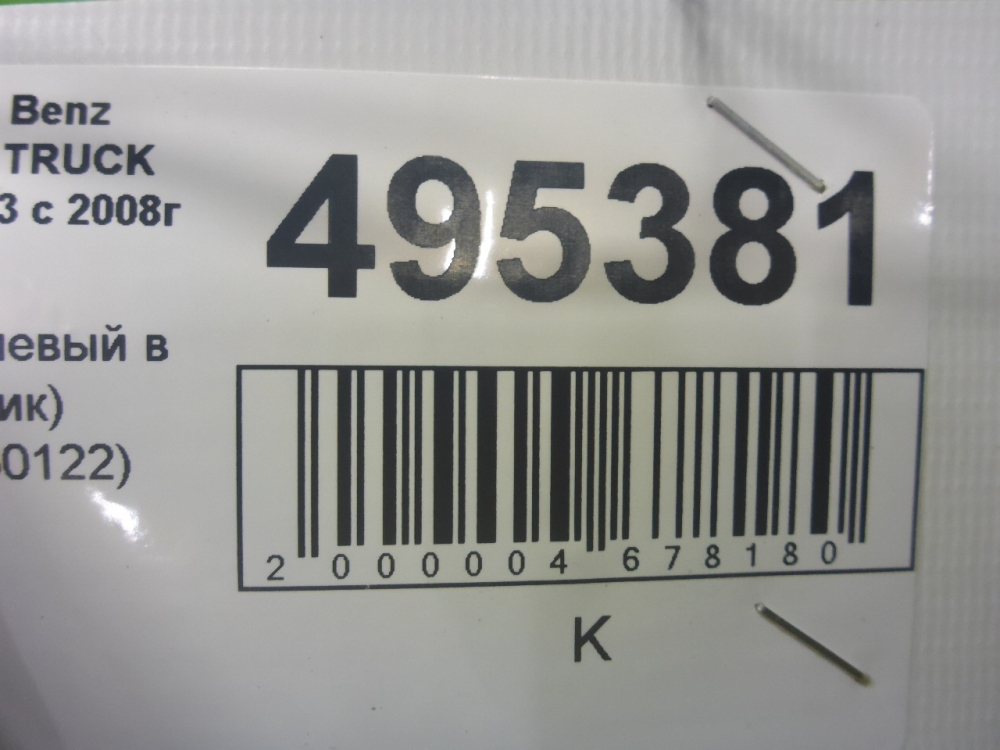 Benz
TRUCK
3 с 2008г
495381
левый в
ик)
0122)
2 000004 678180
K